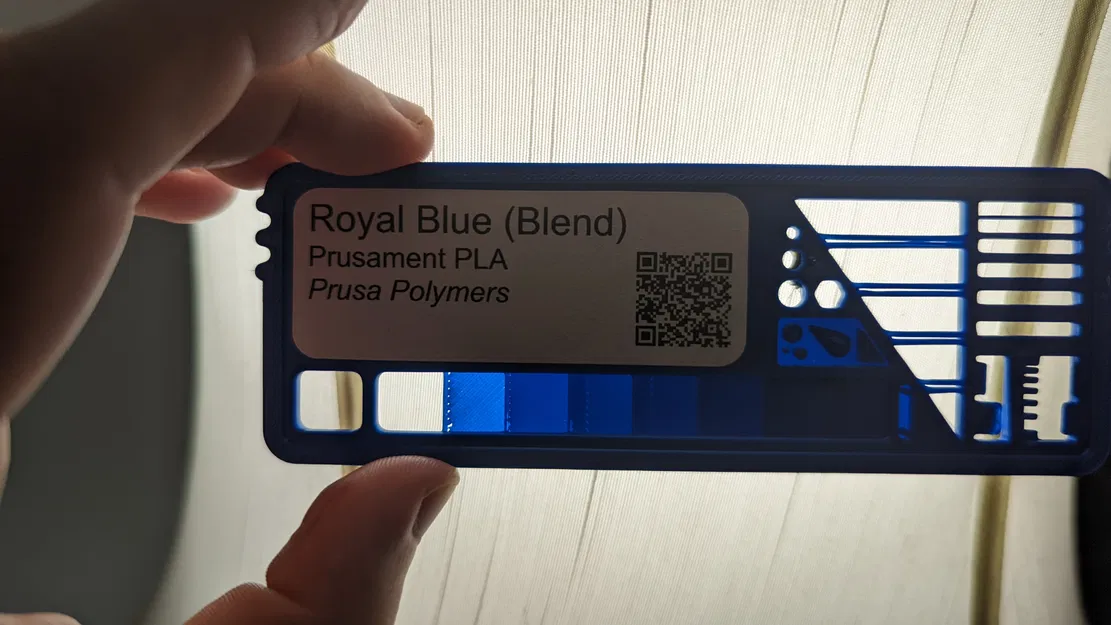 Royal Blue (Blend)
Prusament PLA
Prusa Polymers